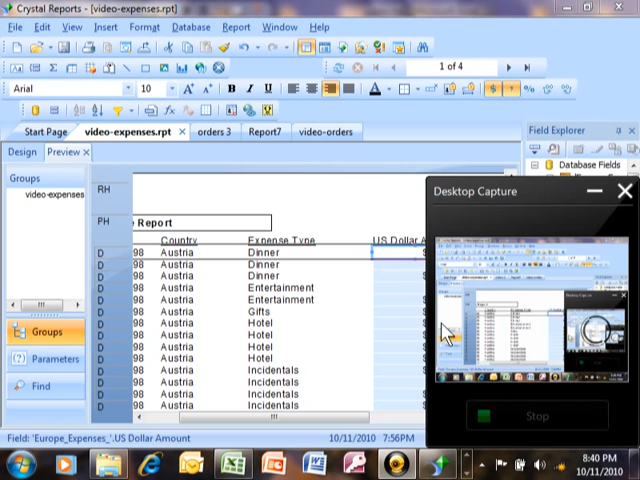 Crystal Reports - [video-expenses.rpt]
File Edit View Insert Format Database Report Window Help
1 of 4
Arial 10 A A B I U A $ , %
Start Page video-expenses.rpt × orders 3 Report7 video-orders
Field Explorer
Design Preview ×
Database Fields
Groups
video-expenses
RH
Desktop Capture
PH
e Report
Country Expense Type US Dollar A
D 98 Austria Dinner
D 98 Austria Dinner
D 98 Austria Dinner
D 98 Austria Entertainment
D 98 Austria Entertainment
D 98 Austria Gifts
D 98 Austria Hotel
D 98 Austria Hotel
D 98 Austria Hotel
D 98 Austria Hotel
D 98 Austria Incidentals
D 98 Austria Incidentals
D 98 Austria Incidentals
D 98 Austria Incidentals
Groups
Parameters
Find
Stop
Field: 'Europe_Expenses_'.US Dollar Amount 10/11/2010 7:56PM
8:40 PM
10/11/2010